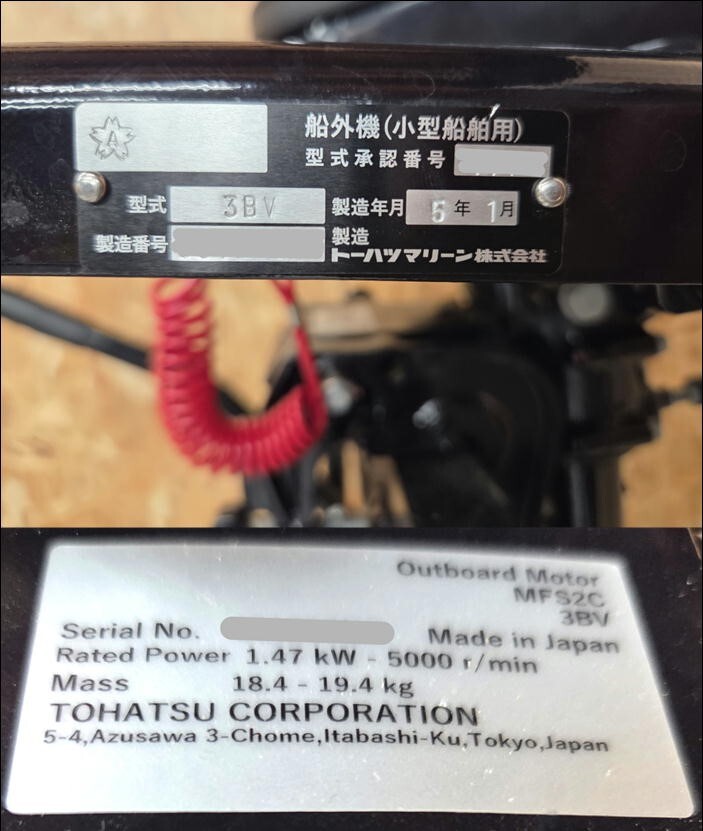 A
船外機(小型船舶用)
型式承認番号
型式 3BV 製造年月 5年 1月
製造番号 製造
トーハツマリーン株式会社
Outboard Motor
MFS2C
3BV
Serial No. Made in Japan
Rated Power 1.47 kW - 5000 r/min
Mass 18.4 - 19.4 kg
TOHATSU CORPORATION
5-4,Azusawa 3-Chome,Itabashi-Ku,Tokyo,Japan